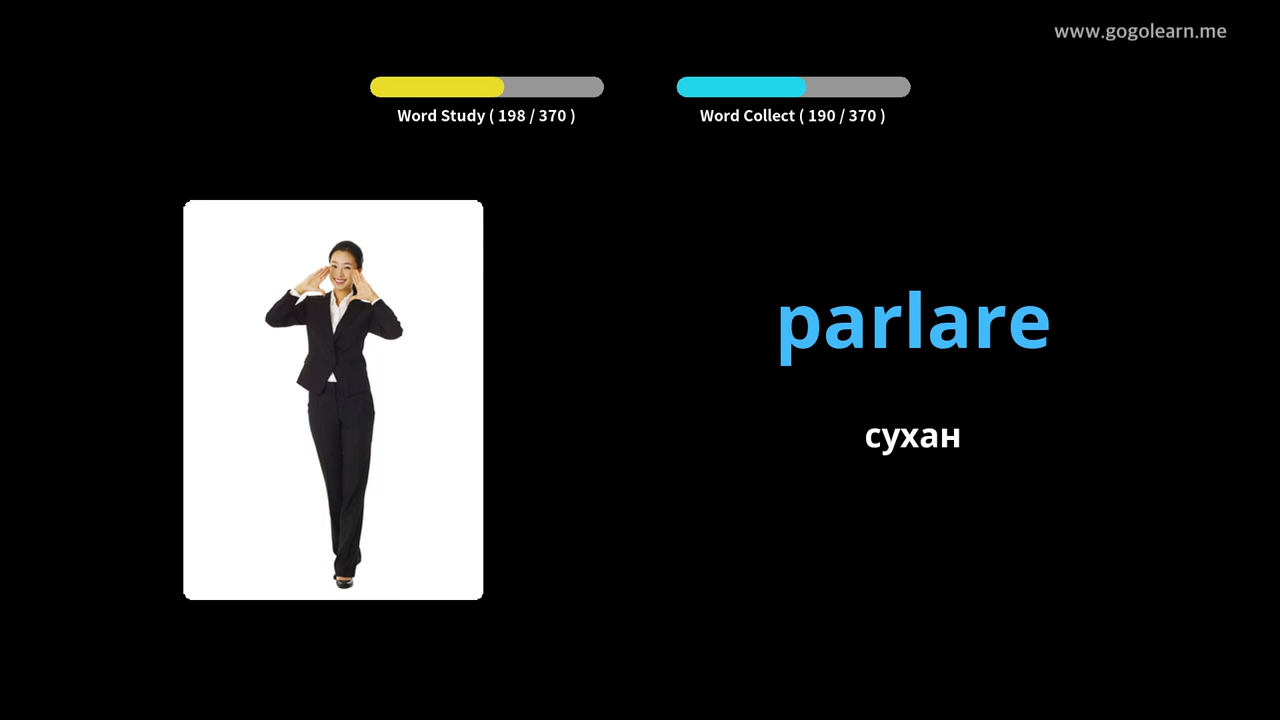 www.gogolearn.me
Word Study ( 198 / 370 )
Word Collect ( 190 / 370 )
parlare
сухан